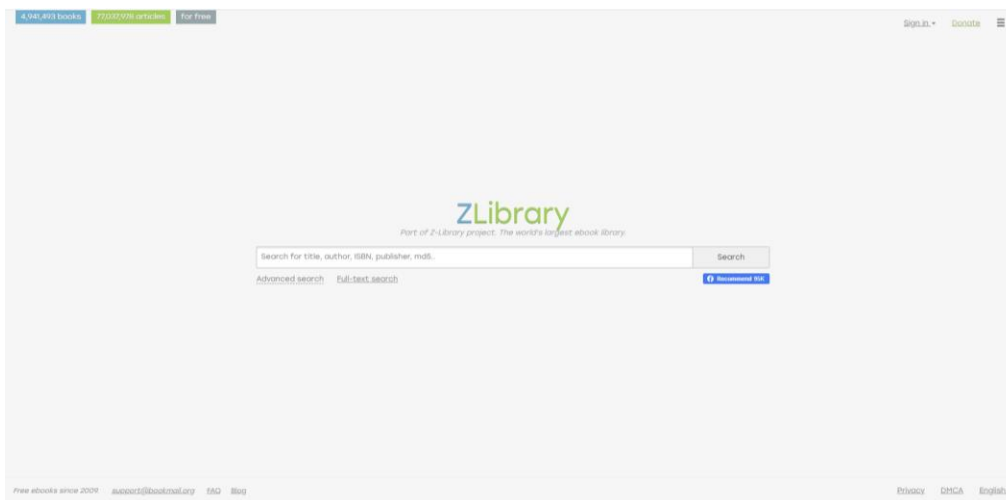 4,941,493 books 77,037,978 articles for free
Sign in Donate
ZLibrary
Part of Z-Library project. The world's largest ebook library.
Search for title, author, ISBN, publisher, md5.. Search
Advanced search Full-text search Recommend 95K
Free ebooks since 2009 support@bookmail.org FAQ Blog Privacy DMCA English